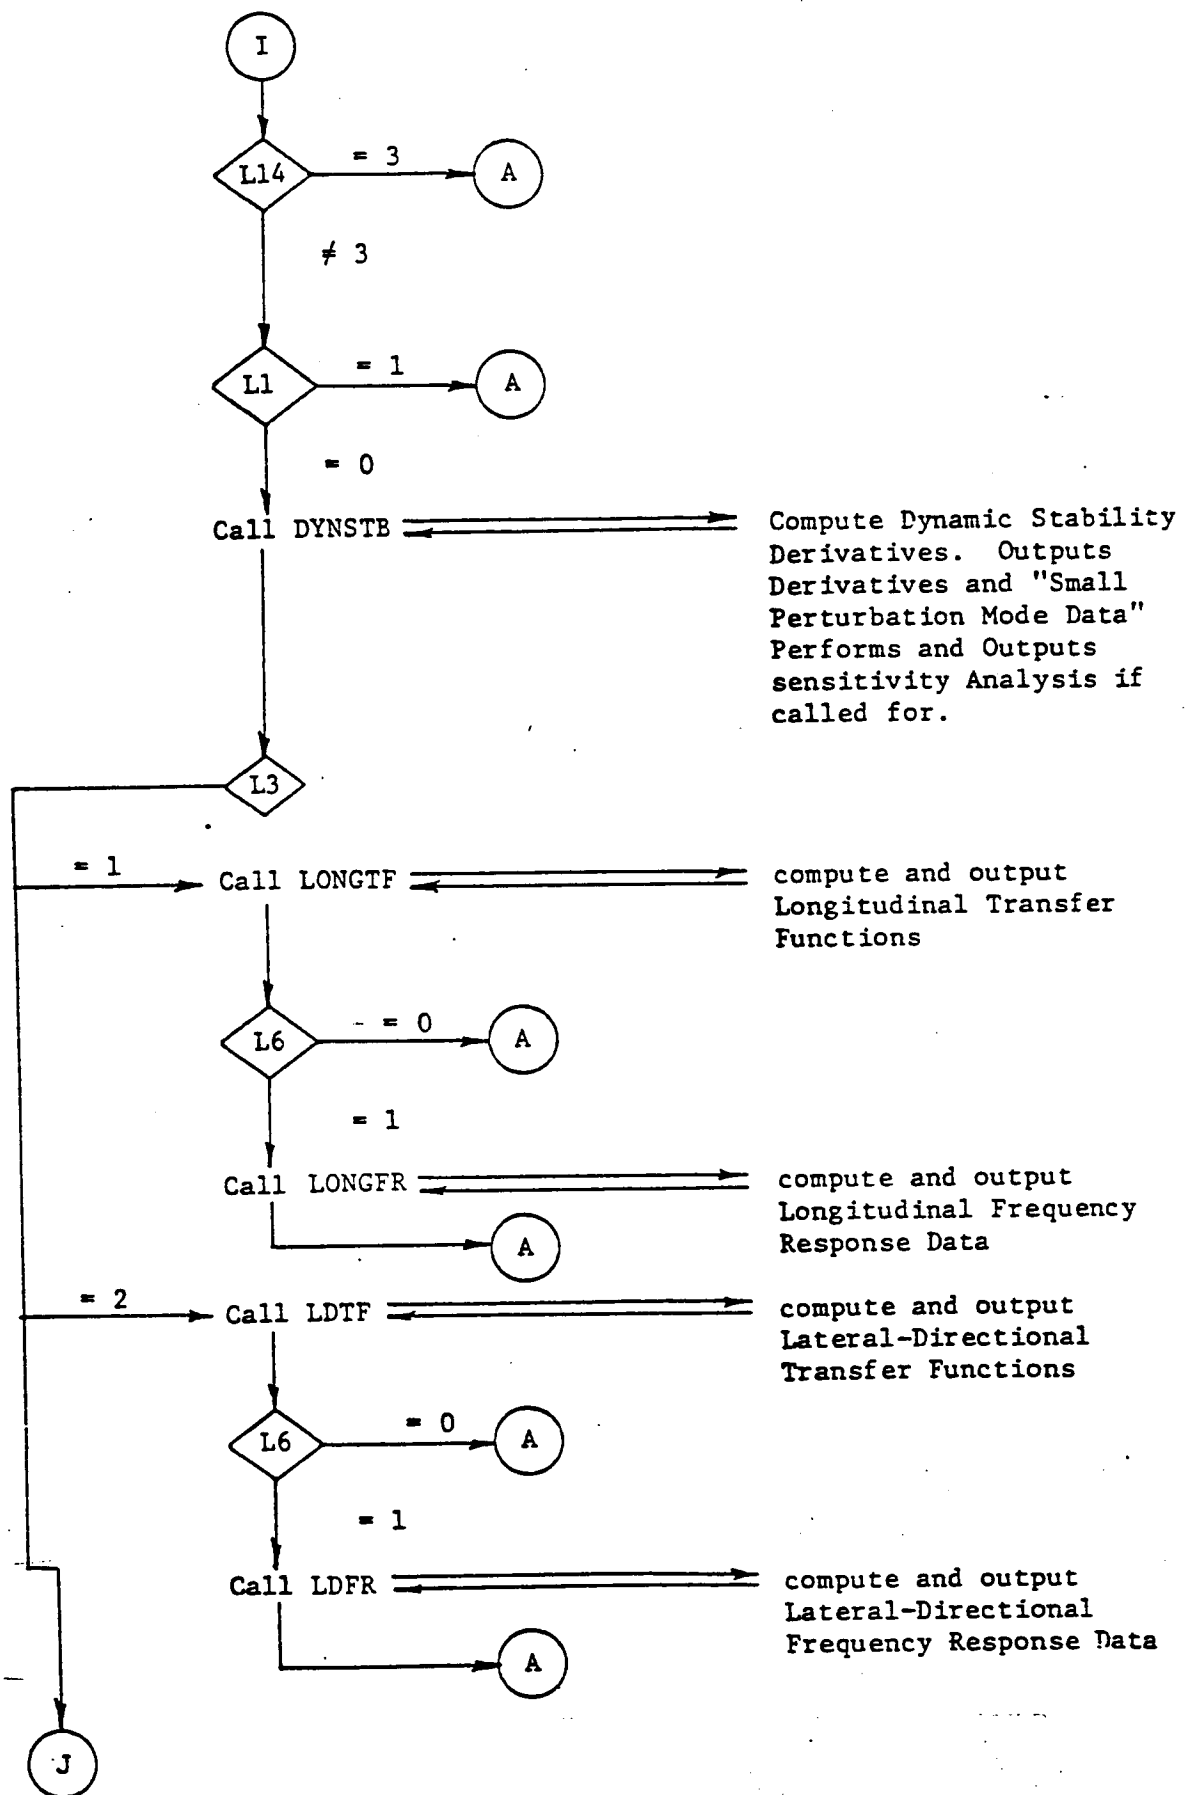 I
L14
= 3
A
≠ 3
L1
= 1
A
= 0
Call DYNSTB
Compute Dynamic Stability
Derivatives. Outputs
Derivatives and "Small
Perturbation Mode Data"
Performs and Outputs
sensitivity Analysis if
called for.
L3
= 1
Call LONGTF
compute and output
Longitudinal Transfer
Functions
L6
= 0
A
= 1
Call LONGFR
compute and output
Longitudinal Frequency
Response Data
A
= 2
Call LDTF
compute and output
Lateral-Directional
Transfer Functions
L6
= 0
A
= 1
Call LDFR
compute and output
Lateral-Directional
Frequency Response Data
A
J